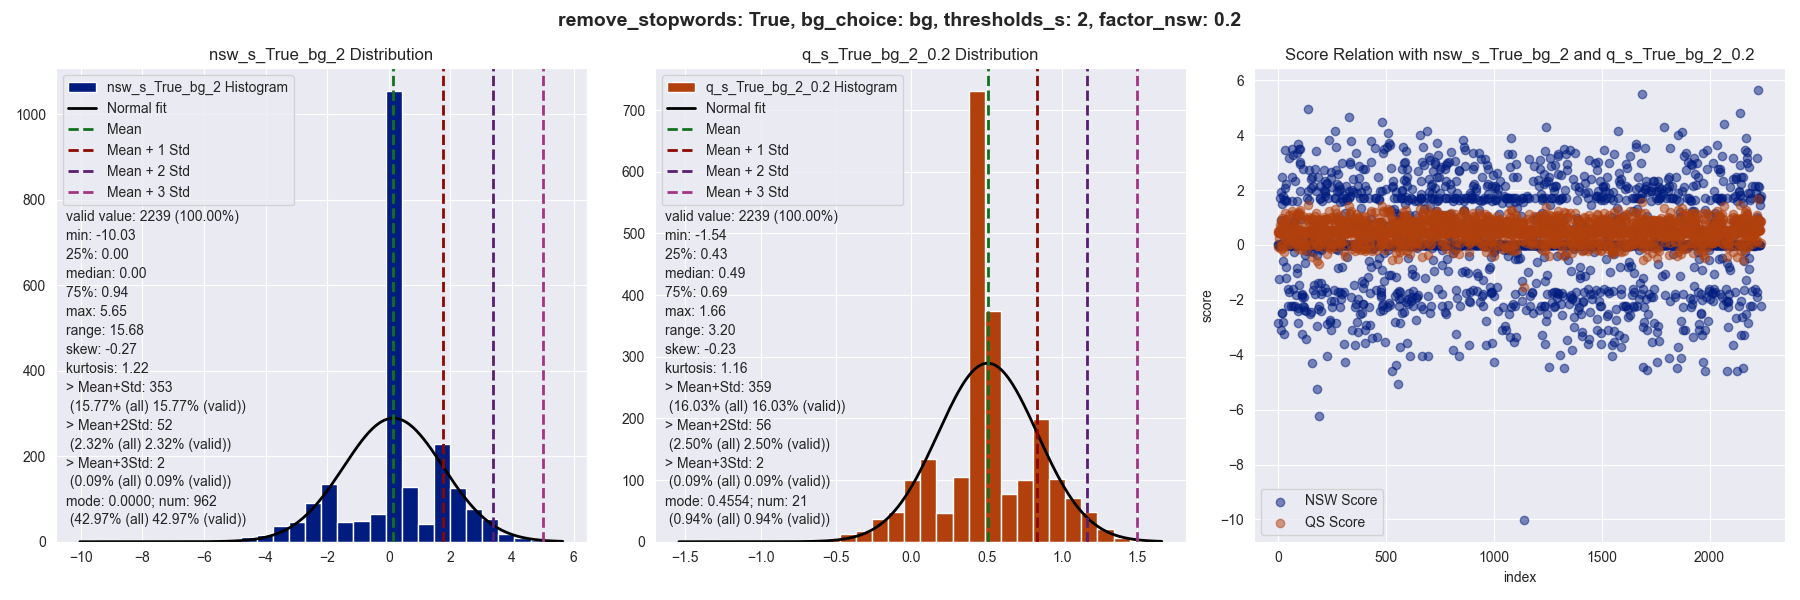 remove_stopwords: True, bg_choice: bg, thresholds_s: 2, factor_nsw: 0.2
nsw_s_True_bg_2 Distribution
nsw_s_True_bg_2 Histogram
Normal fit
Mean
Mean + 1 Std
Mean + 2 Std
Mean + 3 Std
valid value: 2239 (100.00%)
min: -10.03
25%: 0.00
median: 0.00
75%: 0.94
max: 5.65
range: 15.68
skew: -0.27
kurtosis: 1.22
> Mean+Std: 353
(15.77% (all) 15.77% (valid))
> Mean+2Std: 52
(2.32% (all) 2.32% (valid))
> Mean+3Std: 2
(0.09% (all) 0.09% (valid))
mode: 0.0000; num: 962
(42.97% (all) 42.97% (valid))
1000
800
600
400
200
0
−10 −8 −6 −4 −2 0 2 4 6
q_s_True_bg_2_0.2 Distribution
q_s_True_bg_2_0.2 Histogram
Normal fit
Mean
Mean + 1 Std
Mean + 2 Std
Mean + 3 Std
valid value: 2239 (100.00%)
min: -1.54
25%: 0.43
median: 0.49
75%: 0.69
max: 1.66
range: 3.20
skew: -0.23
kurtosis: 1.16
> Mean+Std: 359
(16.03% (all) 16.03% (valid))
> Mean+2Std: 56
(2.50% (all) 2.50% (valid))
> Mean+3Std: 2
(0.09% (all) 0.09% (valid))
mode: 0.4554; num: 21
(0.94% (all) 0.94% (valid))
700
600
500
400
300
200
100
0
−1.5 −1.0 −0.5 0.0 0.5 1.0 1.5
Score Relation with nsw_s_True_bg_2 and q_s_True_bg_2_0.2
6
4
2
0
−2
−4
−6
−8
−10
score
NSW Score
QS Score
0 500 1000 1500 2000
index